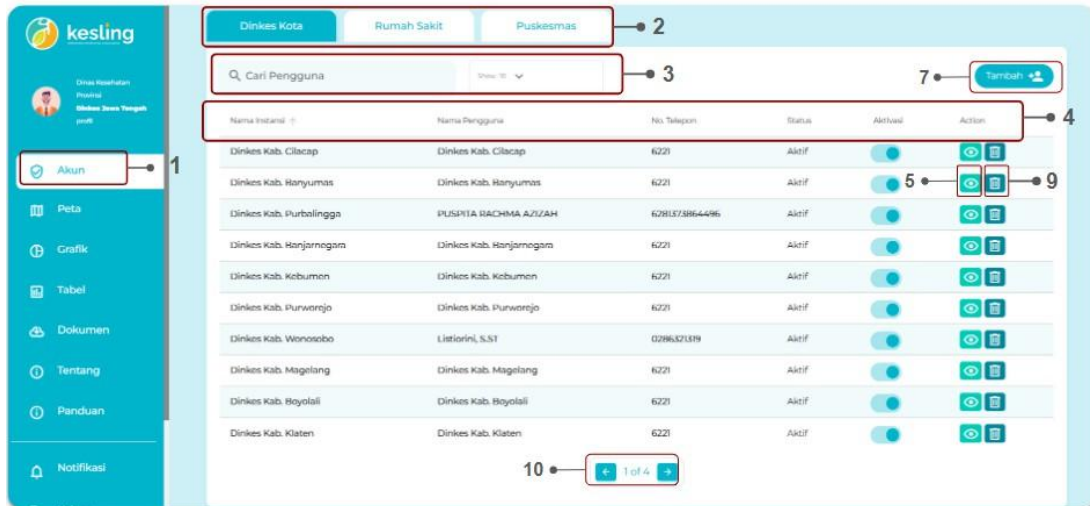 kesling
Dinas Kesehatan
Provinsi
Dinkes Jawa Tengah
profil
1
Akun
Peta
Grafik
Tabel
Dokumen
Tentang
Panduan
Notifikasi
Dinkes Kota Rumah Sakit Puskesmas 2
Cari Pengguna Show: 10 3
7 Tambah
Nama Instansi Nama Pengguna No. Telepon Status Aktivasi Action 4
Dinkes Kab. Cilacap Dinkes Kab. Cilacap 6221 Aktif
Dinkes Kab. Banyumas Dinkes Kab. Banyumas 6221 Aktif 5 9
Dinkes Kab. Purbalingga PUSPITA RACHMA AZIZAH 6281373864496 Aktif
Dinkes Kab. Banjarnegara Dinkes Kab. Banjarnegara 6221 Aktif
Dinkes Kab. Kebumen Dinkes Kab. Kebumen 6221 Aktif
Dinkes Kab. Purworejo Dinkes Kab. Purworejo 6221 Aktif
Dinkes Kab. Wonosobo Listiorini, S.ST 0286321319 Aktif
Dinkes Kab. Magelang Dinkes Kab. Magelang 6221 Aktif
Dinkes Kab. Boyolali Dinkes Kab. Boyolali 6221 Aktif
Dinkes Kab. Klaten Dinkes Kab. Klaten 6221 Aktif
10 1 of 4